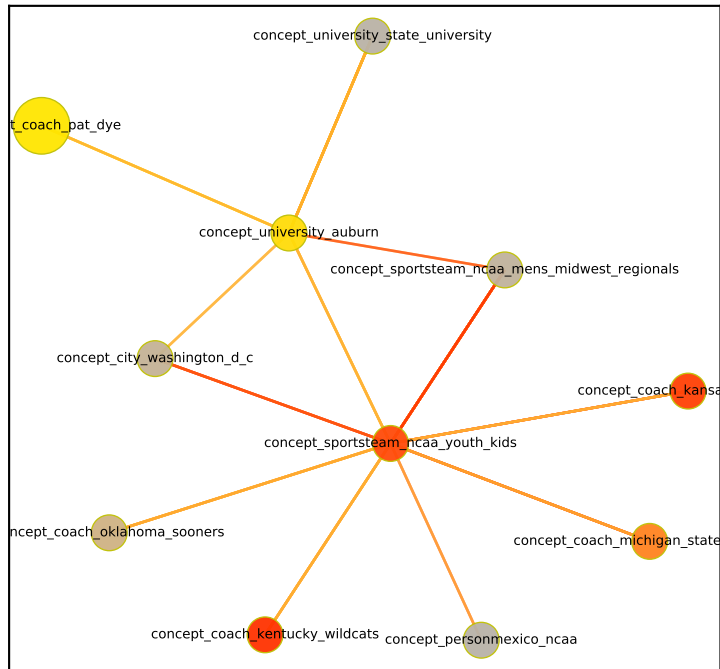 concept_university_state_university
t_coach_pat_dye
concept_university_auburn
concept_sportsteam_ncaa_mens_midwest_regionals
concept_city_washington_d_c
concept_coach_kansa
concept_sportsteam_ncaa_youth_kids
ncept_coach_oklahoma_sooners
concept_coach_michigan_state
concept_coach_kentucky_wildcats
concept_personmexico_ncaa